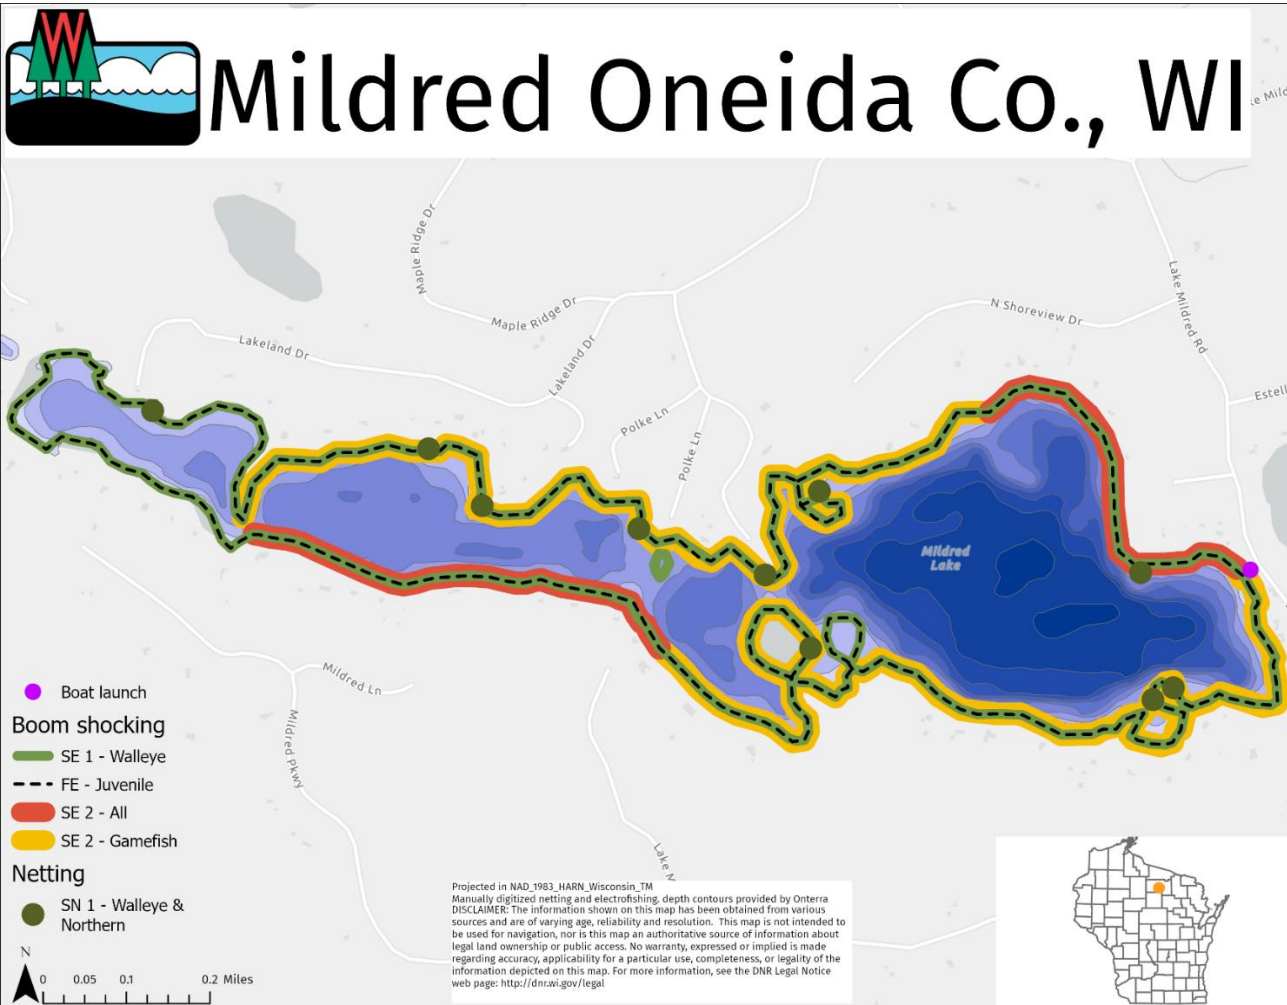 W
Mildred Oneida Co., WI
ke Mild
Maple Ridge Dr
Maple Ridge Dr
Lakeland Dr
Lakeland Dr
Polke Ln
Polke Ln
N Shoreview Dr
Lake Mildred Rd
Estell
Mildred
Lake
Mildred Ln
Mildred Pkwy
Lake M
Boat launch
Boom shocking
SE 1 - Walleye
FE - Juvenile
SE 2 - All
SE 2 - Gamefish
Netting
SN 1 - Walleye &
Northern
N
0 0.05 0.1 0.2 Miles
Projected in NAD_1983_HARN_Wisconsin_TM
Manually digitized netting and electrofishing. depth contours provided by Onterra
DISCLAIMER: The information shown on this map has been obtained from various
sources and are of varying age, reliability and resolution. This map is not intended to
be used for navigation, nor is this map an authoritative source of information about
legal land ownership or public access. No warranty, expressed or implied is made
regarding accuracy, applicability for a particular use, completeness, or legality of the
information depicted on this map. For more information, see the DNR Legal Notice
web page: http://dnr.wi.gov/legal